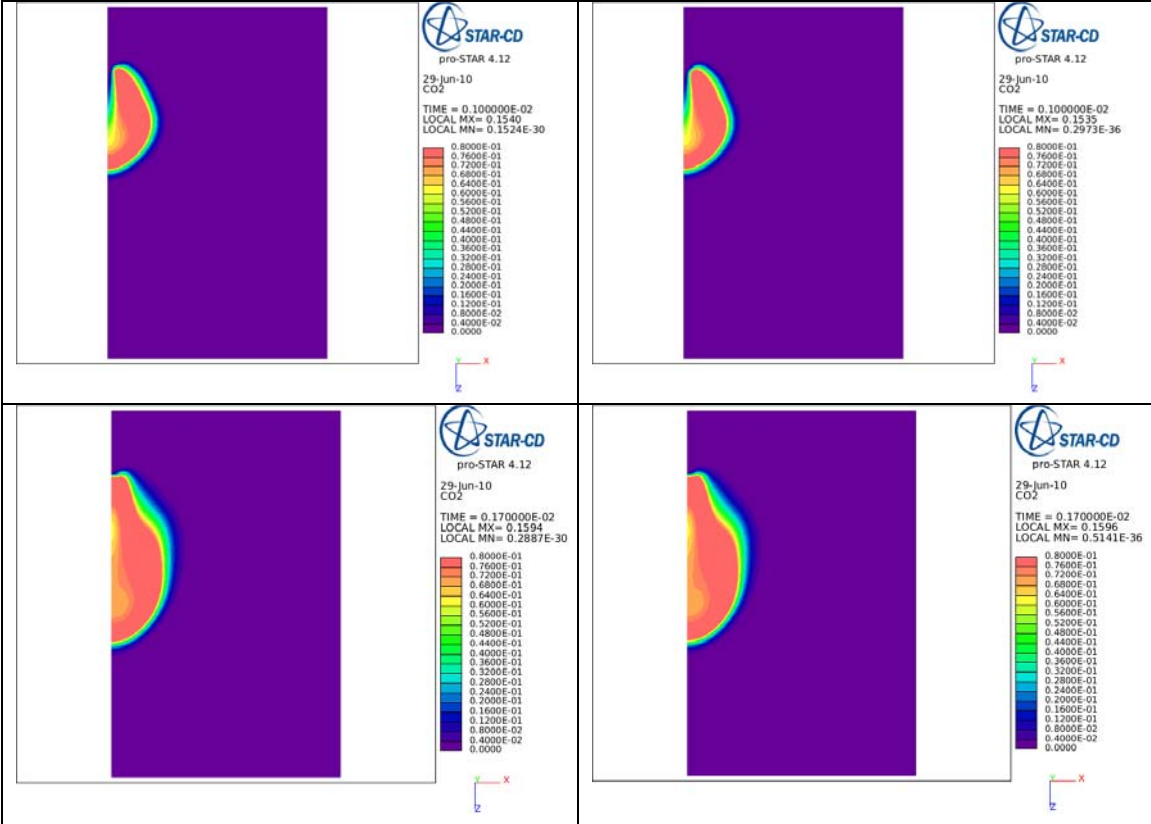 STAR-CD
pro-STAR 4.12
29-Jun-10
CO2
TIME = 0.100000E-02
LOCAL MX= 0.1540
LOCAL MN= 0.1524E-30
0.8000E-01
0.7600E-01
0.7200E-01
0.6800E-01
0.6400E-01
0.6000E-01
0.5600E-01
0.5200E-01
0.4800E-01
0.4400E-01
0.4000E-01
0.3600E-01
0.3200E-01
0.2800E-01
0.2400E-01
0.2000E-01
0.1600E-01
0.1200E-01
0.8000E-02
0.4000E-02
0.0000
Y
X
Z
STAR-CD
pro-STAR 4.12
29-Jun-10
CO2
TIME = 0.100000E-02
LOCAL MX= 0.1535
LOCAL MN= 0.2973E-36
0.8000E-01
0.7600E-01
0.7200E-01
0.6800E-01
0.6400E-01
0.6000E-01
0.5600E-01
0.5200E-01
0.4800E-01
0.4400E-01
0.4000E-01
0.3600E-01
0.3200E-01
0.2800E-01
0.2400E-01
0.2000E-01
0.1600E-01
0.1200E-01
0.8000E-02
0.4000E-02
0.0000
Y
X
Z
STAR-CD
pro-STAR 4.12
29-Jun-10
CO2
TIME = 0.170000E-02
LOCAL MX= 0.1594
LOCAL MN= 0.2887E-30
0.8000E-01
0.7600E-01
0.7200E-01
0.6800E-01
0.6400E-01
0.6000E-01
0.5600E-01
0.5200E-01
0.4800E-01
0.4400E-01
0.4000E-01
0.3600E-01
0.3200E-01
0.2800E-01
0.2400E-01
0.2000E-01
0.1600E-01
0.1200E-01
0.8000E-02
0.4000E-02
0.0000
Y
X
Z
STAR-CD
pro-STAR 4.12
29-Jun-10
CO2
TIME = 0.170000E-02
LOCAL MX= 0.1596
LOCAL MN= 0.5141E-36
0.8000E-01
0.7600E-01
0.7200E-01
0.6800E-01
0.6400E-01
0.6000E-01
0.5600E-01
0.5200E-01
0.4800E-01
0.4400E-01
0.4000E-01
0.3600E-01
0.3200E-01
0.2800E-01
0.2400E-01
0.2000E-01
0.1600E-01
0.1200E-01
0.8000E-02
0.4000E-02
0.0000
Y
X
Z